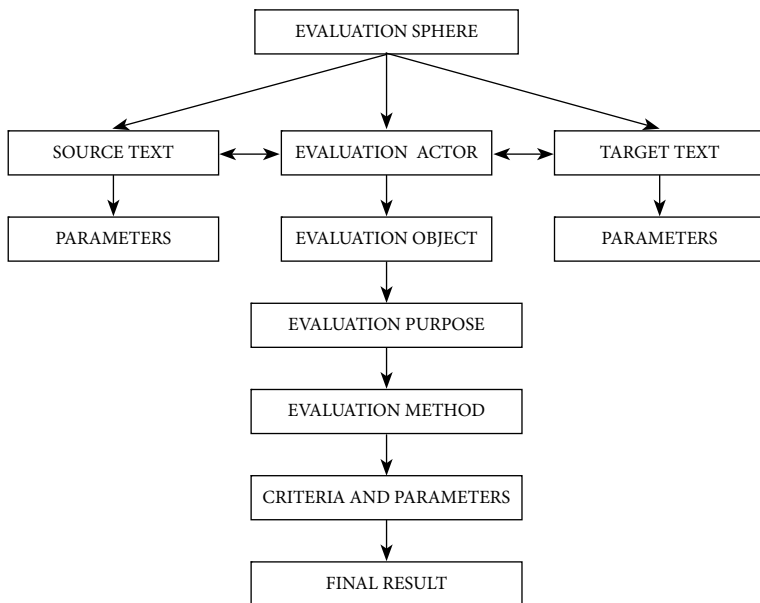 EVALUATION SPHERE
SOURCE TEXT
EVALUATION ACTOR
TARGET TEXT
PARAMETERS
EVALUATION OBJECT
PARAMETERS
EVALUATION PURPOSE
EVALUATION METHOD
CRITERIA AND PARAMETERS
FINAL RESULT